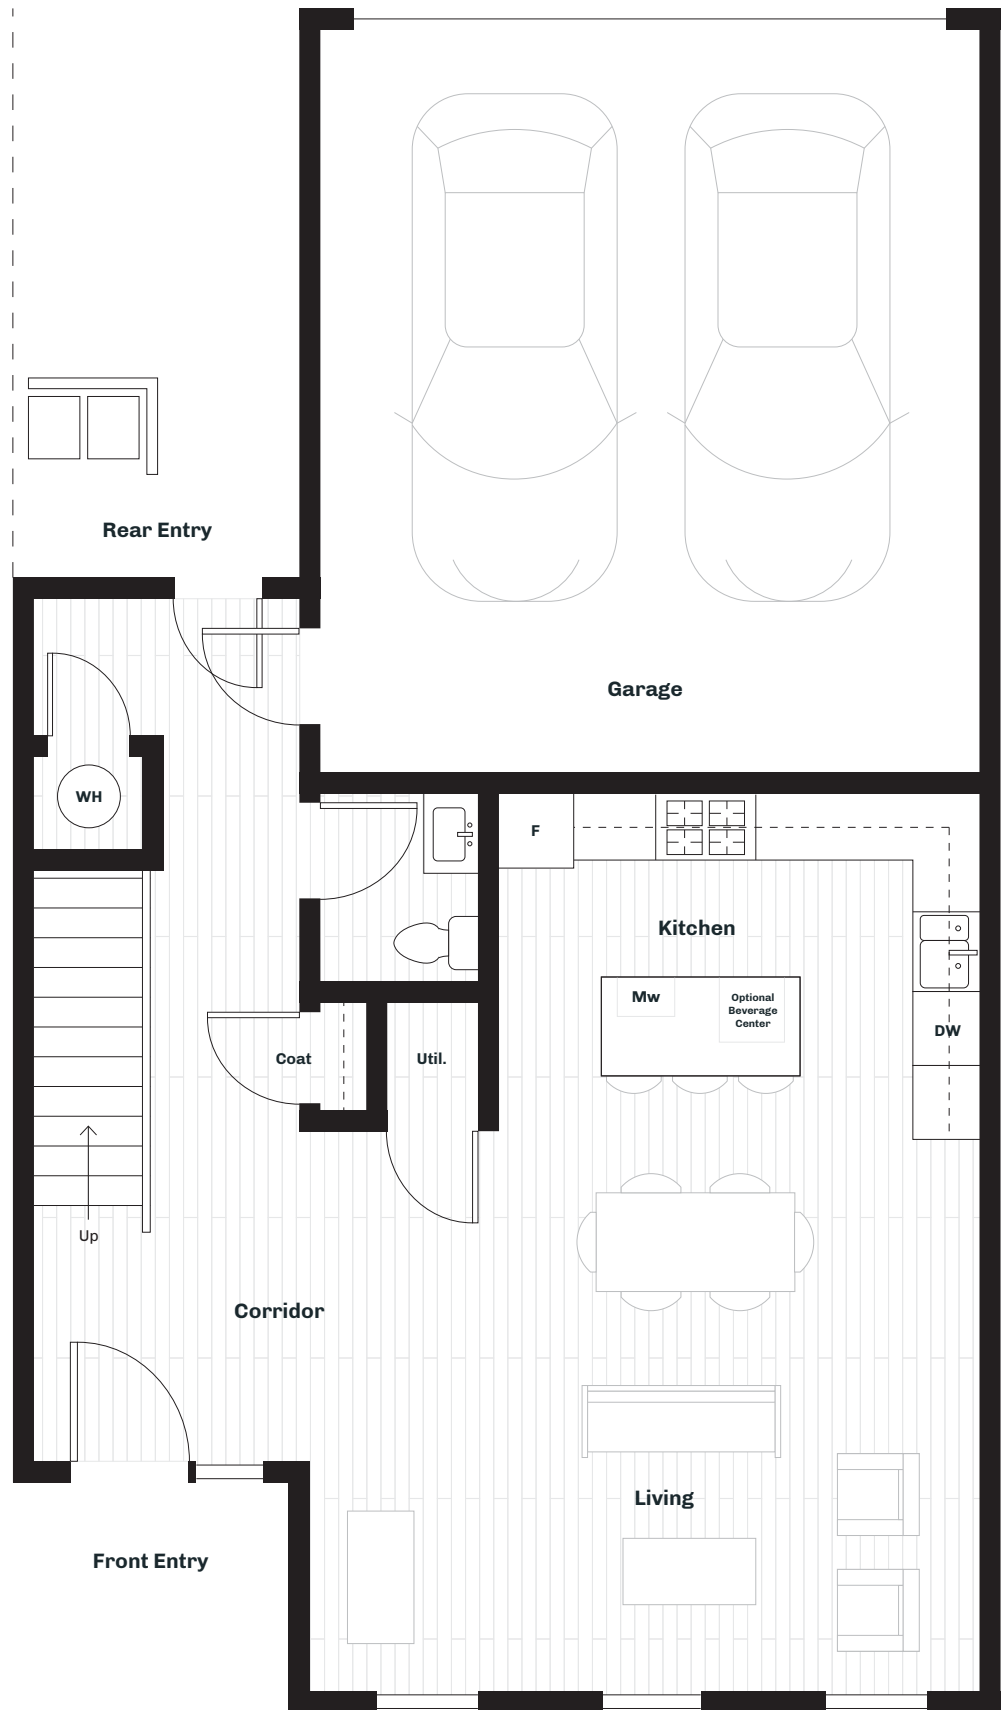 Rear Entry
Garage
WH
F
Kitchen
Mw
Optional
Beverage
Center
DW
Coat
Util.
Up
Corridor
Living
Front Entry